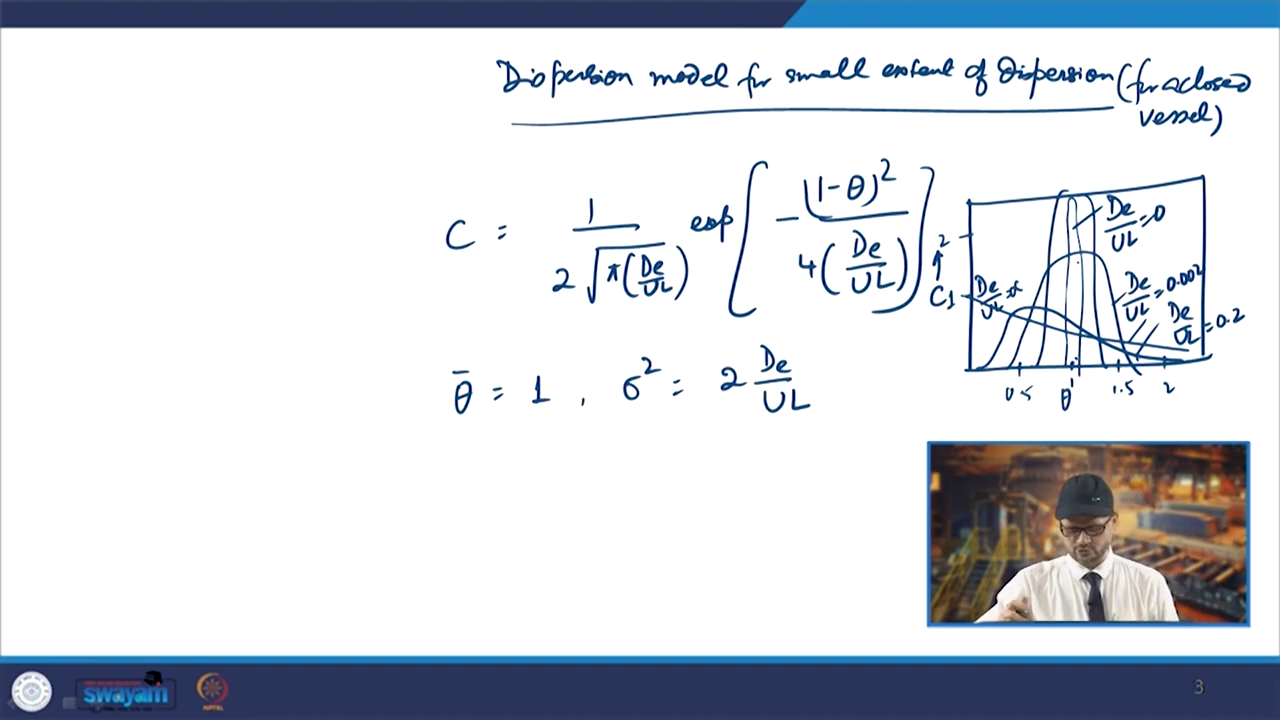 Dispersion model for small extent of Dispersion (for a closed vessel)
C = 1 / 2√π(De/UL) exp[-(1-θ)² / 4(De/UL)]
θ̄ = 1 , σ² = 2 De/UL
2
↑
C 1
De/UL = 0
De/UL = 0.002
De/UL = 0.2
0.5 1 1.5 2
θ
swayam
3